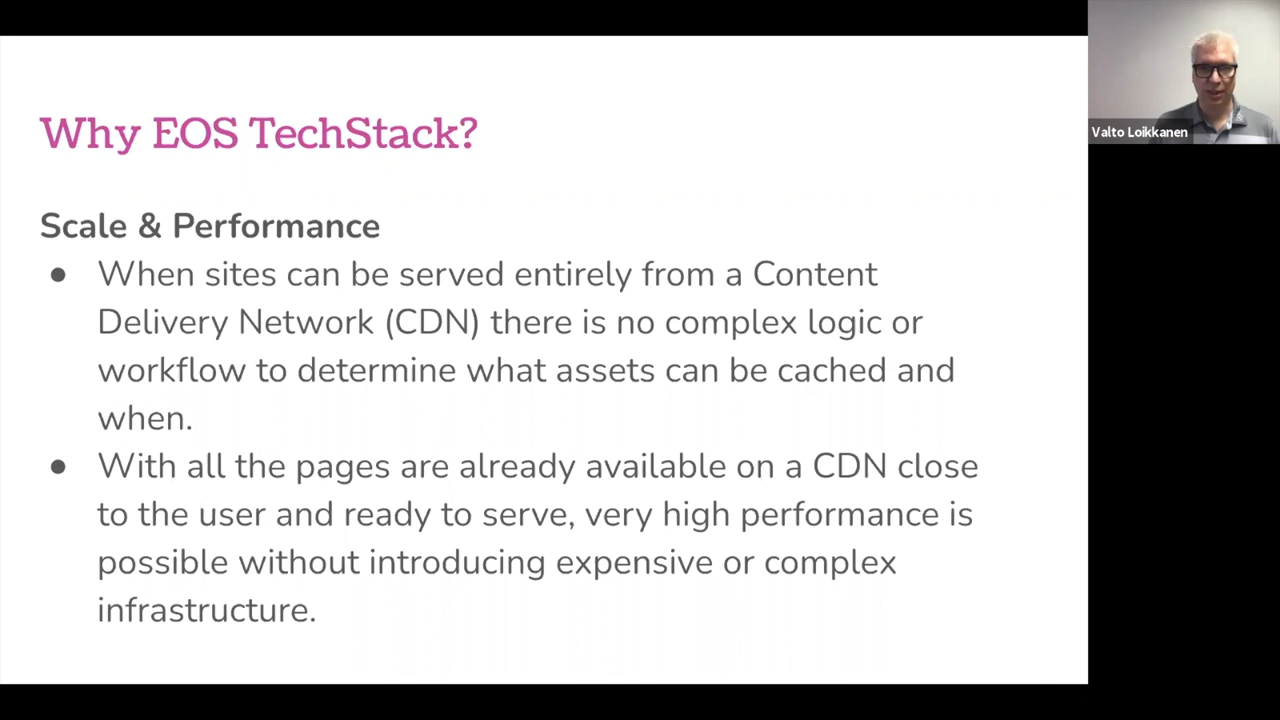 Why EOS TechStack?
Scale & Performance
● When sites can be served entirely from a Content
Delivery Network (CDN) there is no complex logic or
workflow to determine what assets can be cached and
when.
● With all the pages are already available on a CDN close
to the user and ready to serve, very high performance is
possible without introducing expensive or complex
infrastructure.
Valto Loikkanen